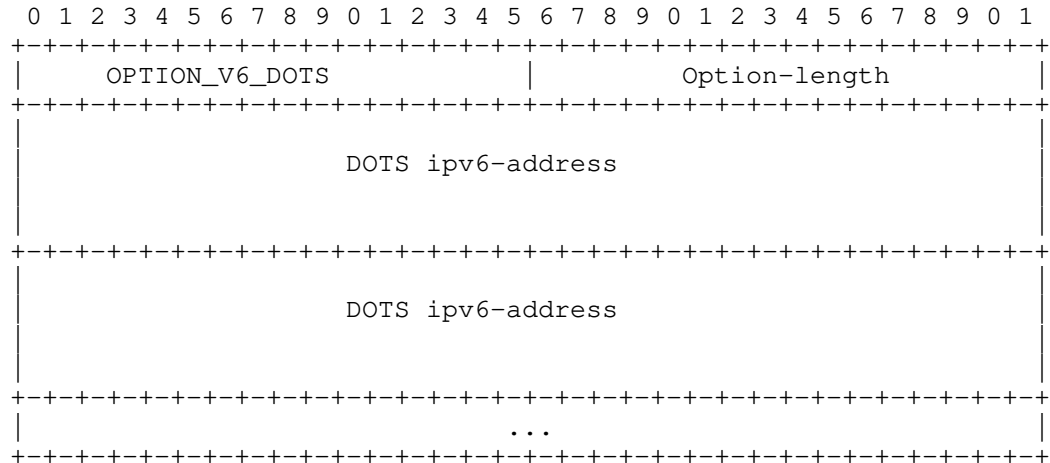 0 1 2 3 4 5 6 7 8 9 0 1 2 3 4 5 6 7 8 9 0 1 2 3 4 5 6 7 8 9 0 1
+-+-+-+-+-+-+-+-+-+-+-+-+-+-+-+-+-+-+-+-+-+-+-+-+-+-+-+-+-+-+-+-+
|     OPTION_V6_DOTS            |         Option-length         |
+-+-+-+-+-+-+-+-+-+-+-+-+-+-+-+-+-+-+-+-+-+-+-+-+-+-+-+-+-+-+-+-+
|                                                               |
|                    DOTS ipv6-address                          |
|                                                               |
|                                                               |
+-+-+-+-+-+-+-+-+-+-+-+-+-+-+-+-+-+-+-+-+-+-+-+-+-+-+-+-+-+-+-+-+
|                                                               |
|                    DOTS ipv6-address                          |
|                                                               |
|                                                               |
+-+-+-+-+-+-+-+-+-+-+-+-+-+-+-+-+-+-+-+-+-+-+-+-+-+-+-+-+-+-+-+-+
|                              ...                              |
+-+-+-+-+-+-+-+-+-+-+-+-+-+-+-+-+-+-+-+-+-+-+-+-+-+-+-+-+-+-+-+-+